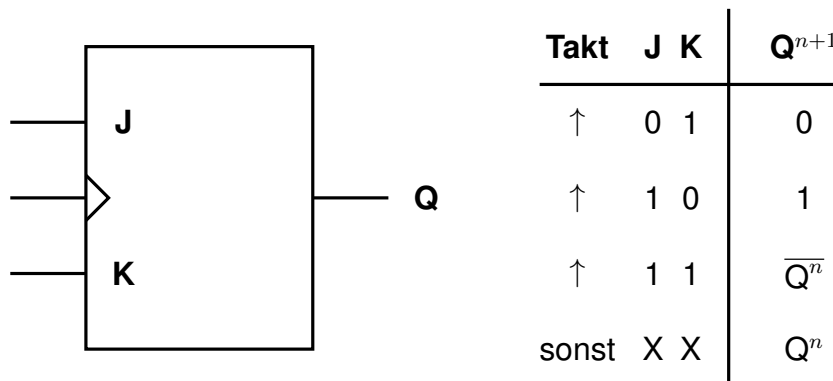 J
K
Q
Takt J K Qⁿ⁺¹
↑ 0 1 0
↑ 1 0 1
↑ 1 1 Q̅ⁿ̅
sonst X X Qⁿ